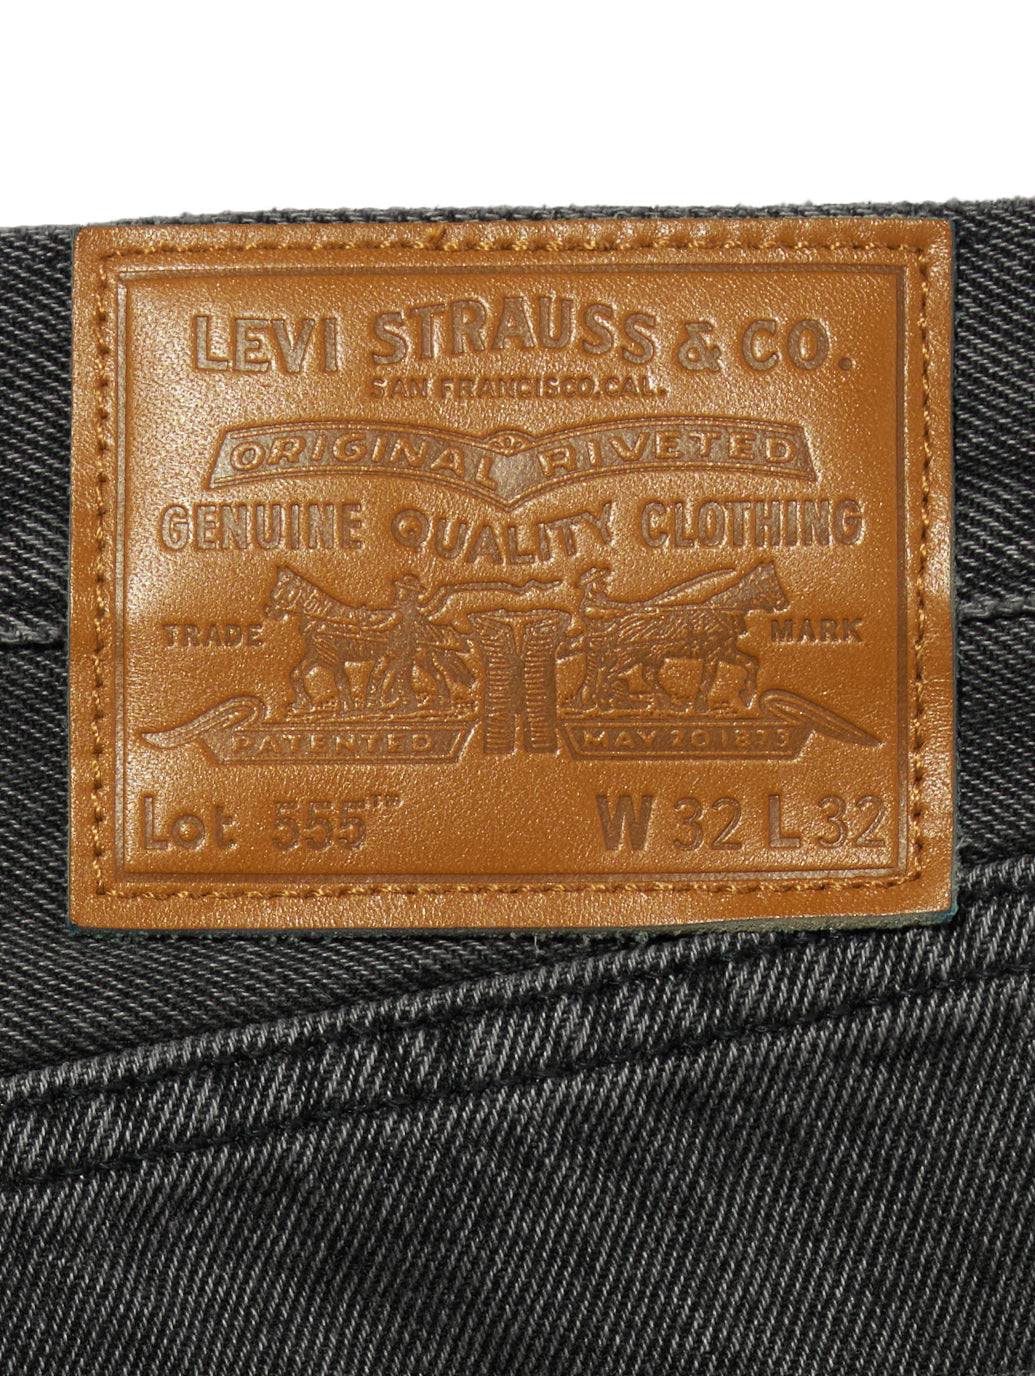 LEVI STRAUSS & CO.
SAN FRANCISCO, CAL.
ORIGINAL RIVETED
GENUINE QUALITY CLOTHING
TRADE MARK
PATENTED MAY 20 1873
Lot 555™ W 32 L 32